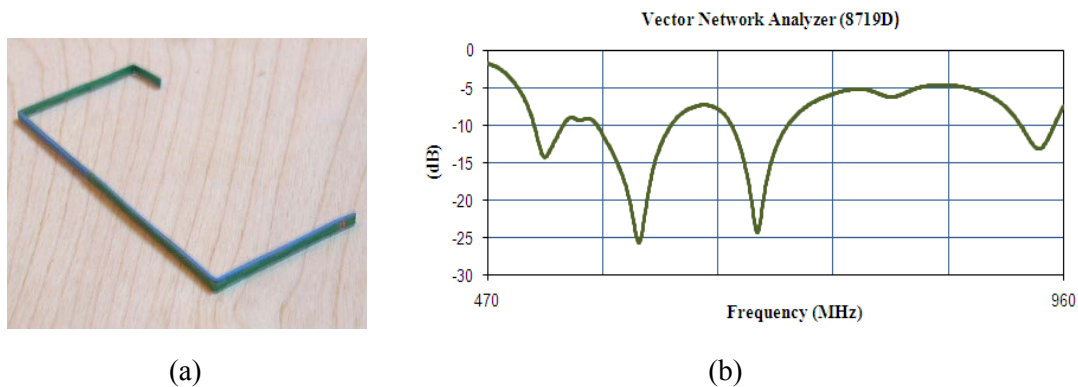 Vector Network Analyzer (8719D)
0
-5
-10
-15
-20
-25
-30
(dB)
470
960
Frequency (MHz)
(a)
(b)